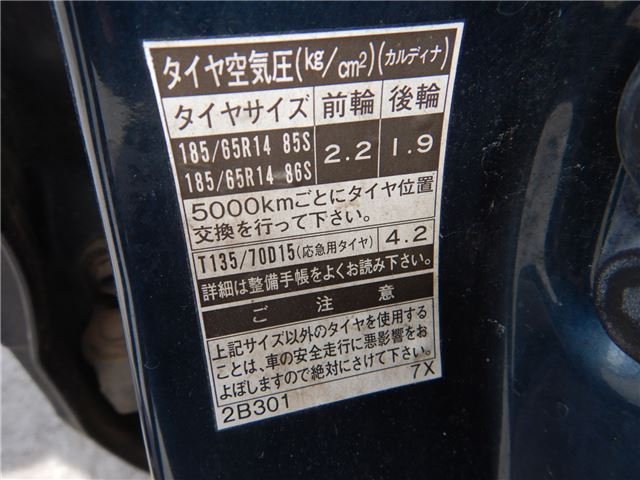 タイヤ空気圧(kg/cm2)(カルディナ)
タイヤサイズ 前輪 後輪
185/65R14 85S 2.2 1.9
185/65R14 86S
5000kmごとにタイヤ位置
交換を行って下さい。
T135/70D15(応急用タイヤ) 4.2
詳細は整備手帳をよくお読み下さい。
ご 注 意
上記サイズ以外のタイヤを使用する
ことは、車の安全走行に悪影響をお
よぼしますので絶対にさけて下さい。
2B301 7X